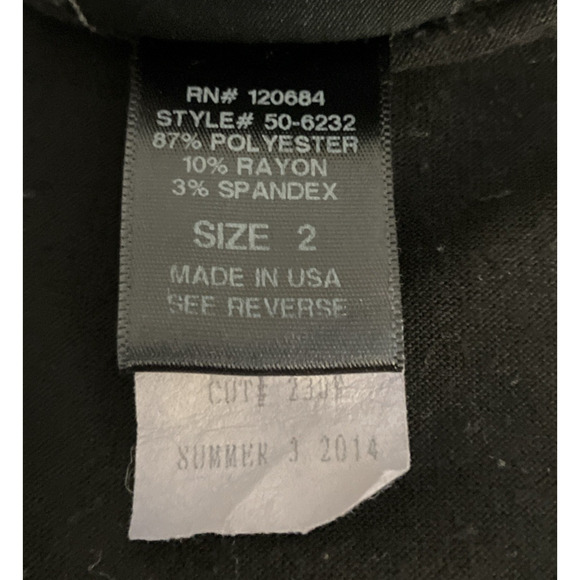 RN# 120684
STYLE# 50-6232
87% POLYESTER
10% RAYON
3% SPANDEX
SIZE 2
MADE IN USA
SEE REVERSE
CUT#
SUMMER 3 2014